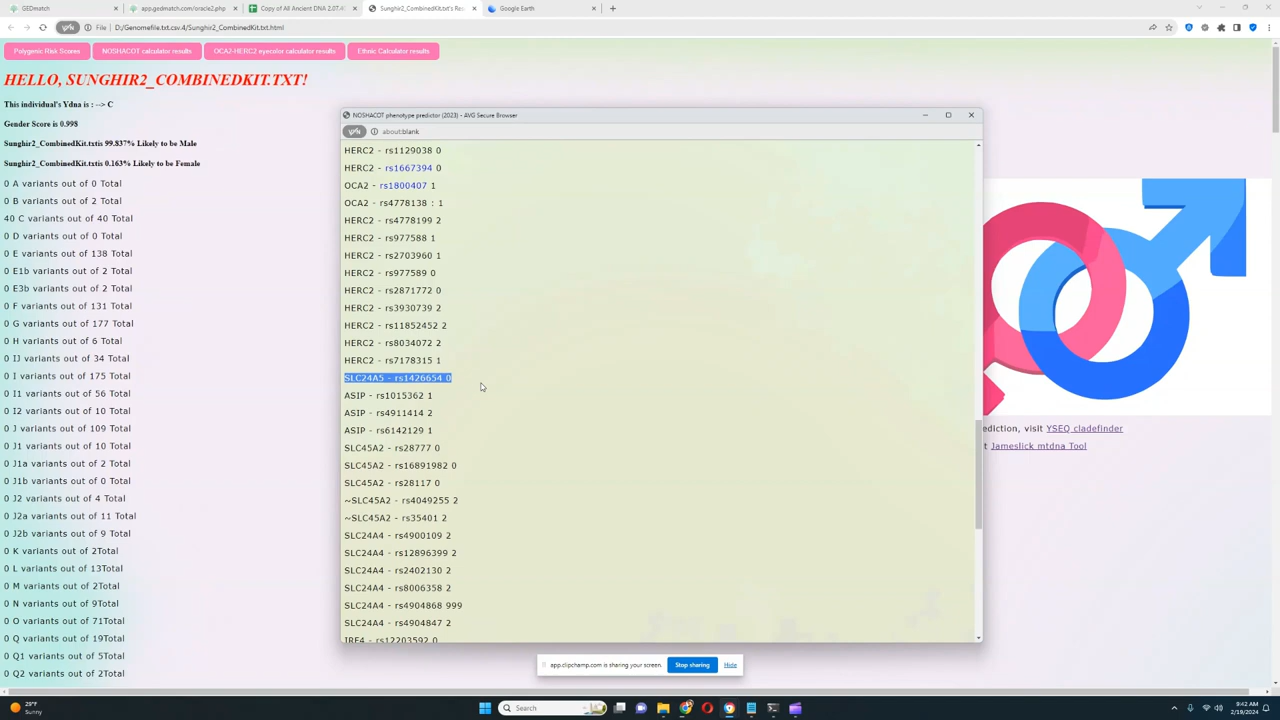 GEDmatch
app.gedmatch.com/oracle2.php
Copy of All Ancient DNA 2.07.4
Sunghir2_CombinedKit.txt's Re
Google Earth
File D:/Genomefile.txt.csv.4/Sunghir2_CombinedKit.txt.html
Polygenic Risk Scores
NOSHACOT calculator results
OCA2-HERC2 eyecolor calculator results
Ethnic Calculator results
HELLO, SUNGHIR2_COMBINEDKIT.TXT!
This individual's Ydna is : --> C
Gender Score is 0.998
Sunghir2_CombinedKit.txtis 99.837% Likely to be Male
Sunghir2_CombinedKit.txtis 0.163% Likely to be Female
0 A variants out of 0 Total
0 B variants out of 2 Total
40 C variants out of 40 Total
0 D variants out of 0 Total
0 E variants out of 138 Total
0 E1b variants out of 2 Total
0 E3b variants out of 2 Total
0 F variants out of 131 Total
0 G variants out of 177 Total
0 H variants out of 6 Total
0 IJ variants out of 34 Total
0 I variants out of 175 Total
0 I1 variants out of 56 Total
0 I2 variants out of 10 Total
0 J variants out of 109 Total
0 J1 variants out of 10 Total
0 J1a variants out of 2 Total
0 J1b variants out of 0 Total
0 J2 variants out of 4 Total
0 J2a variants out of 11 Total
0 J2b variants out of 9 Total
0 K variants out of 2Total
0 L variants out of 13Total
0 M variants out of 2Total
0 N variants out of 9Total
0 O variants out of 71Total
0 Q variants out of 19Total
0 Q1 variants out of 5Total
0 Q2 variants out of 2Total
NOSHACOT phenotype predictor (2023) - AVG Secure Browser
VPN
about:blank
HERC2 - rs1129038 0
HERC2 - rs1667394 0
OCA2 - rs1800407 1
OCA2 - rs4778138 : 1
HERC2 - rs4778199 2
HERC2 - rs977588 1
HERC2 - rs2703960 1
HERC2 - rs977589 0
HERC2 - rs2871772 0
HERC2 - rs3930739 2
HERC2 - rs11852452 2
HERC2 - rs8034072 2
HERC2 - rs7178315 1
SLC24A5 - rs1426654 0
ASIP - rs1015362 1
ASIP - rs4911414 2
ASIP - rs6142129 1
SLC45A2 - rs28777 0
SLC45A2 - rs16891982 0
SLC45A2 - rs28117 0
~SLC45A2 - rs4049255 2
~SLC45A2 - rs35401 2
SLC24A4 - rs4900109 2
SLC24A4 - rs12896399 2
SLC24A4 - rs2402130 2
SLC24A4 - rs8006358 2
SLC24A4 - rs4904868 999
SLC24A4 - rs4904847 2
IRF4 - rs12203592 0
ediction, visit YSEQ cladefinder
t Jameslick mtdna Tool
app.clipchamp.com is sharing your screen.
Stop sharing
Hide
29°F
Sunny
Search
9:42 AM
2/19/2024